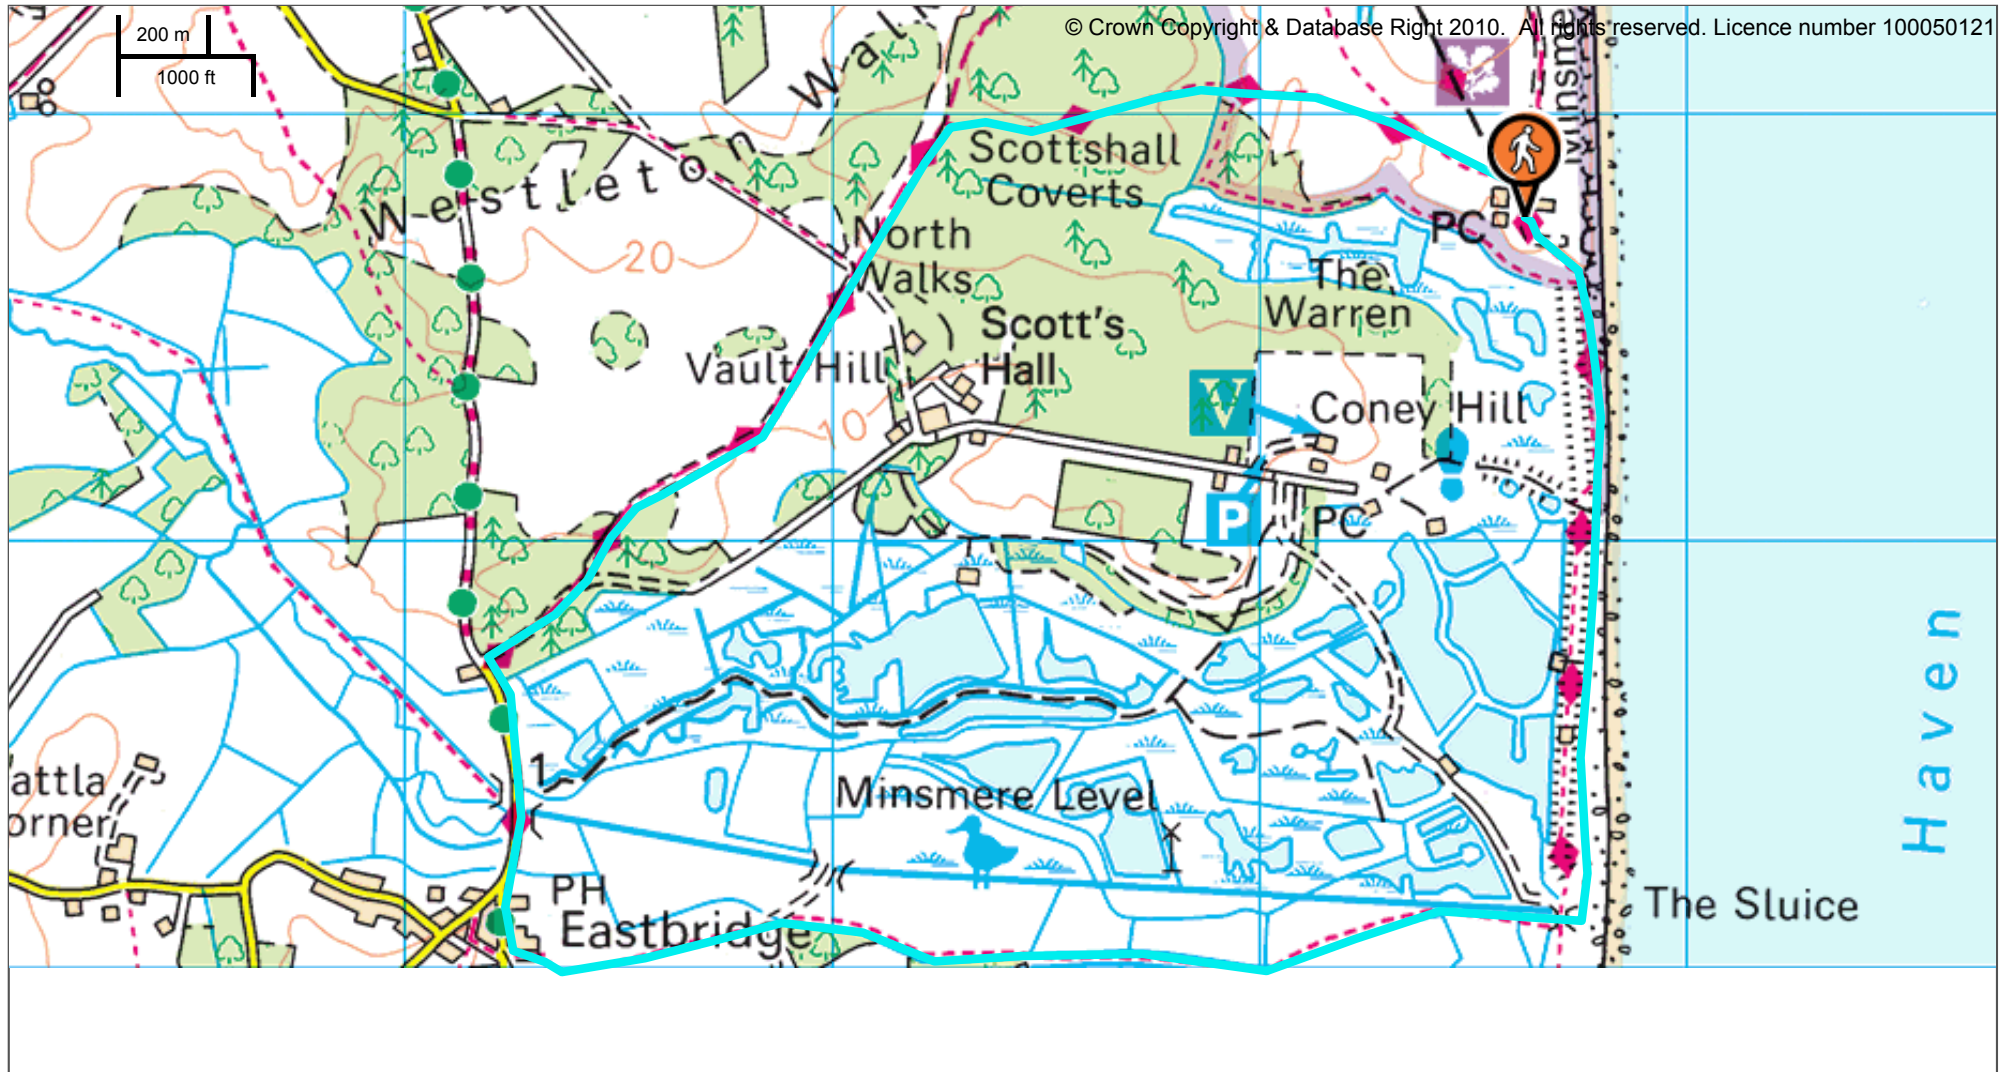 © Crown Copyright & Database Right 2010. All rights reserved. Licence number 100050121
200 m
1000 ft
Westleton Walk
Scottshall
Coverts
PC
North
Walks
20
The
Warren
Scott's
Hall
Vault Hill
10
V
Coney Hill
P
PC
Haven
1
Minsmere Level
attla
orner
PH
Eastbridge
The Sluice